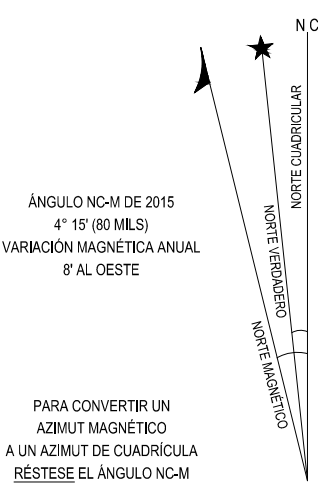 N C
NORTE CUADRICULAR
NORTE VERDADERO
NORTE MAGNÉTICO
ÁNGULO NC-M DE 2015
4° 15' (80 MILS)
VARIACIÓN MAGNÉTICA ANUAL
8' AL OESTE
PARA CONVERTIR UN
AZIMUT MAGNÉTICO
A UN AZIMUT DE CUADRÍCULA
RÉSTESE EL ÁNGULO NC-M